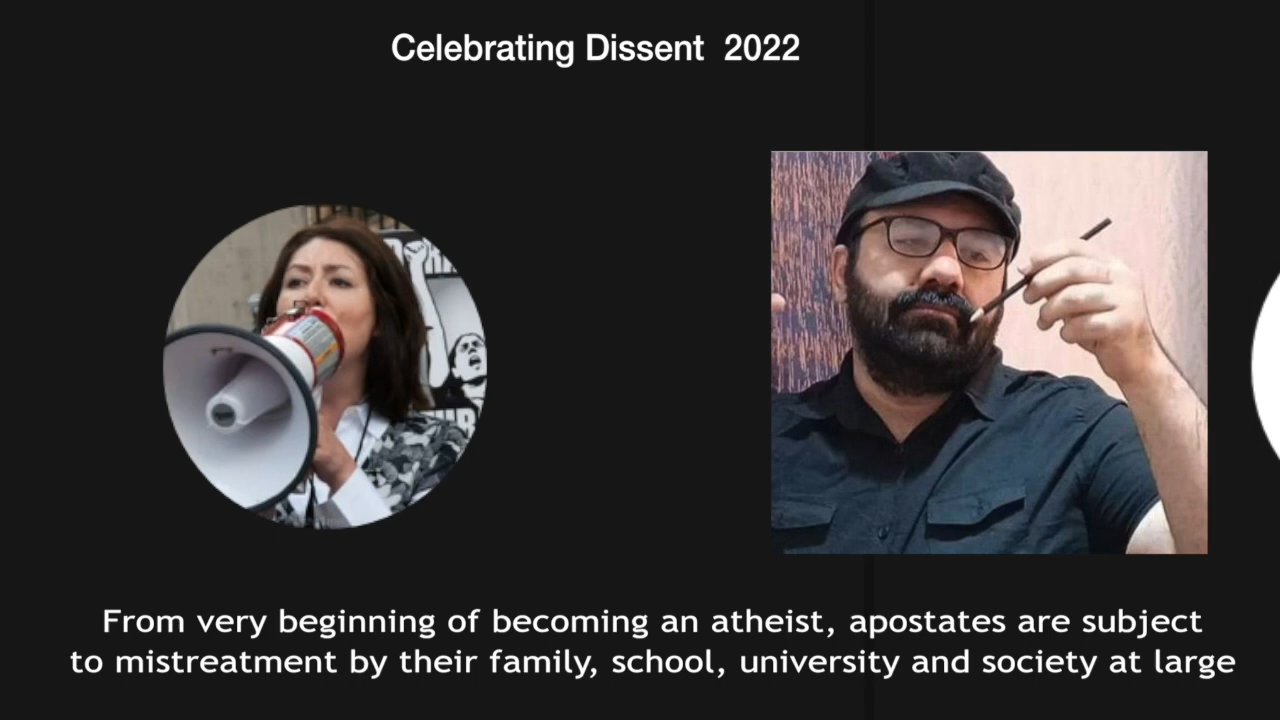 Celebrating Dissent 2022
From very beginning of becoming an atheist, apostates are subject
to mistreatment by their family, school, university and society at large